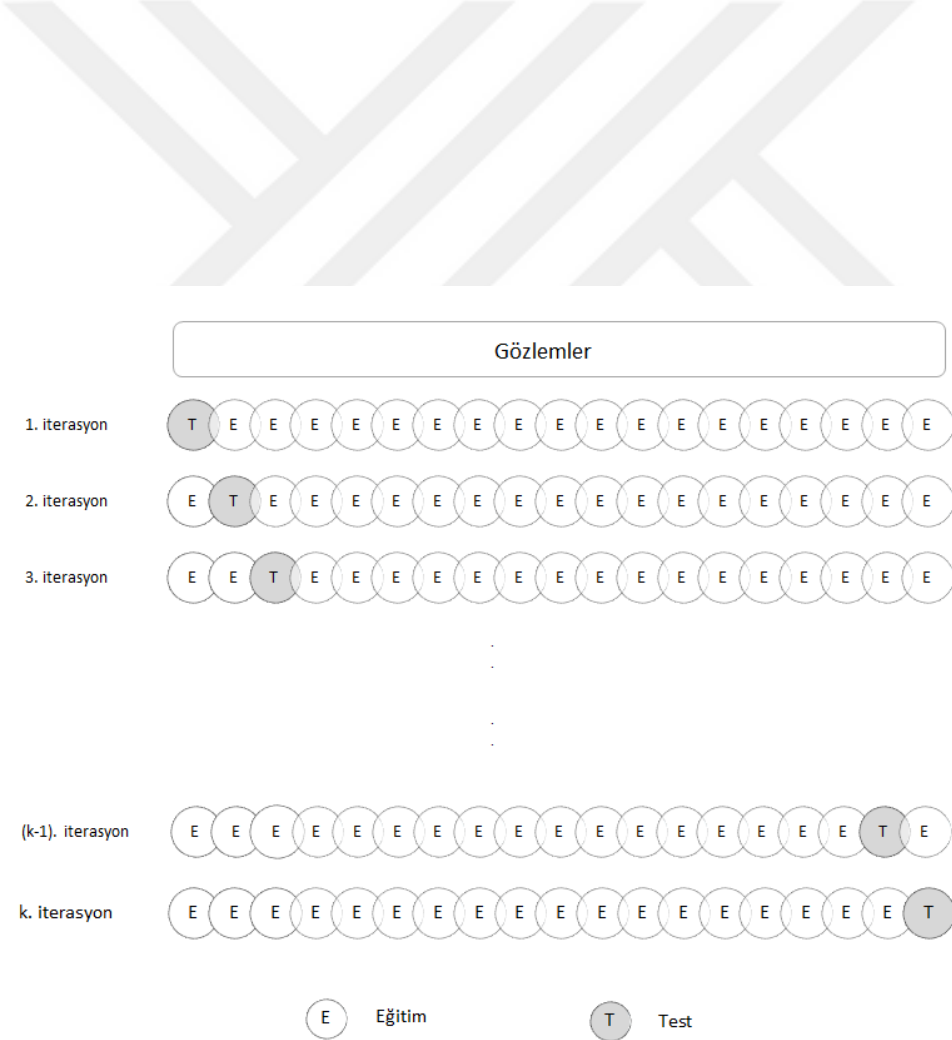 Gözlemler
1. iterasyon T E E E E E E E E E E E E E E E E E E
2. iterasyon E T E E E E E E E E E E E E E E E E E
3. iterasyon E E T E E E E E E E E E E E E E E E E
.
.
.
.
(k-1). iterasyon E E E E E E E E E E E E E E E E E T E
k. iterasyon E E E E E E E E E E E E E E E E E E T
E Eğitim T Test